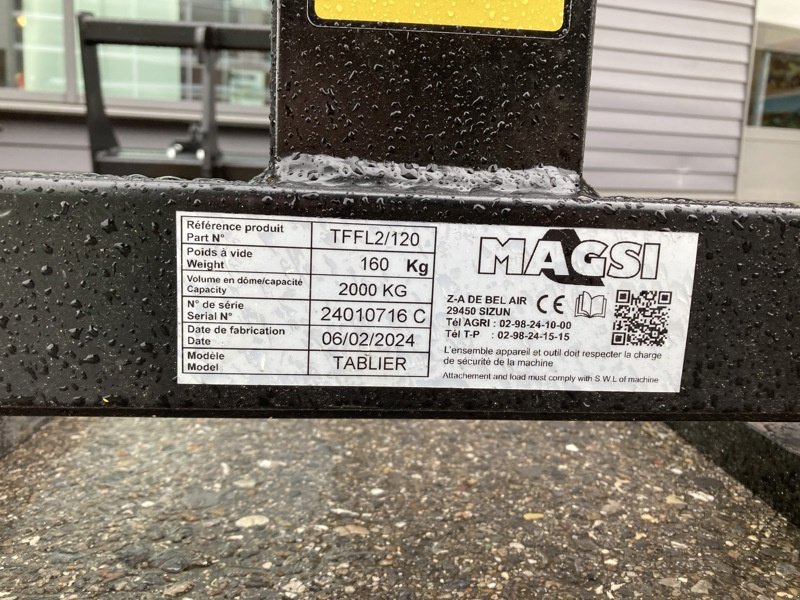 Référence produit
Part N°
TFFL2/120
Poids à vide
Weight
160 Kg
Volume en dôme/capacité
Capacity
2000 KG
N° de série
Serial N°
24010716 C
Date de fabrication
Date
06/02/2024
Modèle
Model
TABLIER
MAGSI
Z-A DE BEL AIR
29450 SIZUN
Tél AGRI : 02-98-24-10-00
Tél T-P : 02-98-24-15-15
CE
L'ensemble appareil et outil doit respecter la charge
de sécurité de la machine
Attachement and load must comply with S.W.L of machine